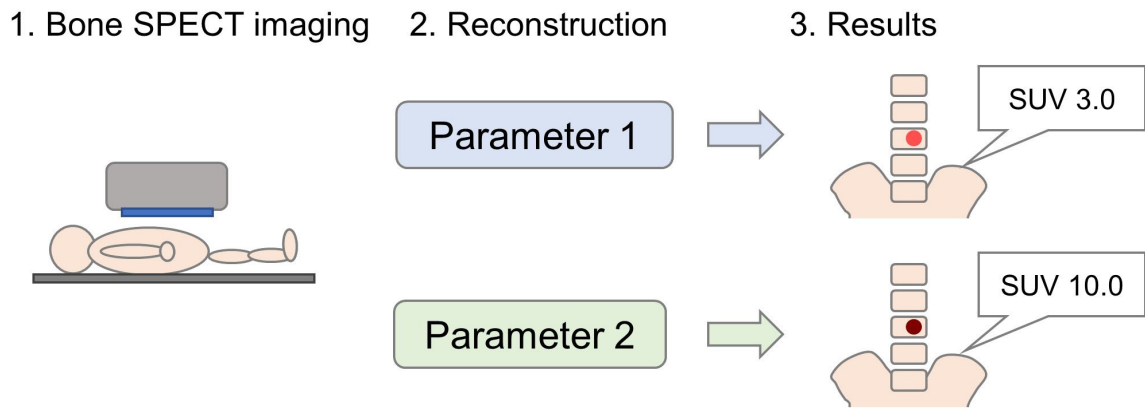 1. Bone SPECT imaging
2. Reconstruction
3. Results
Parameter 1
SUV 3.0
Parameter 2
SUV 10.0